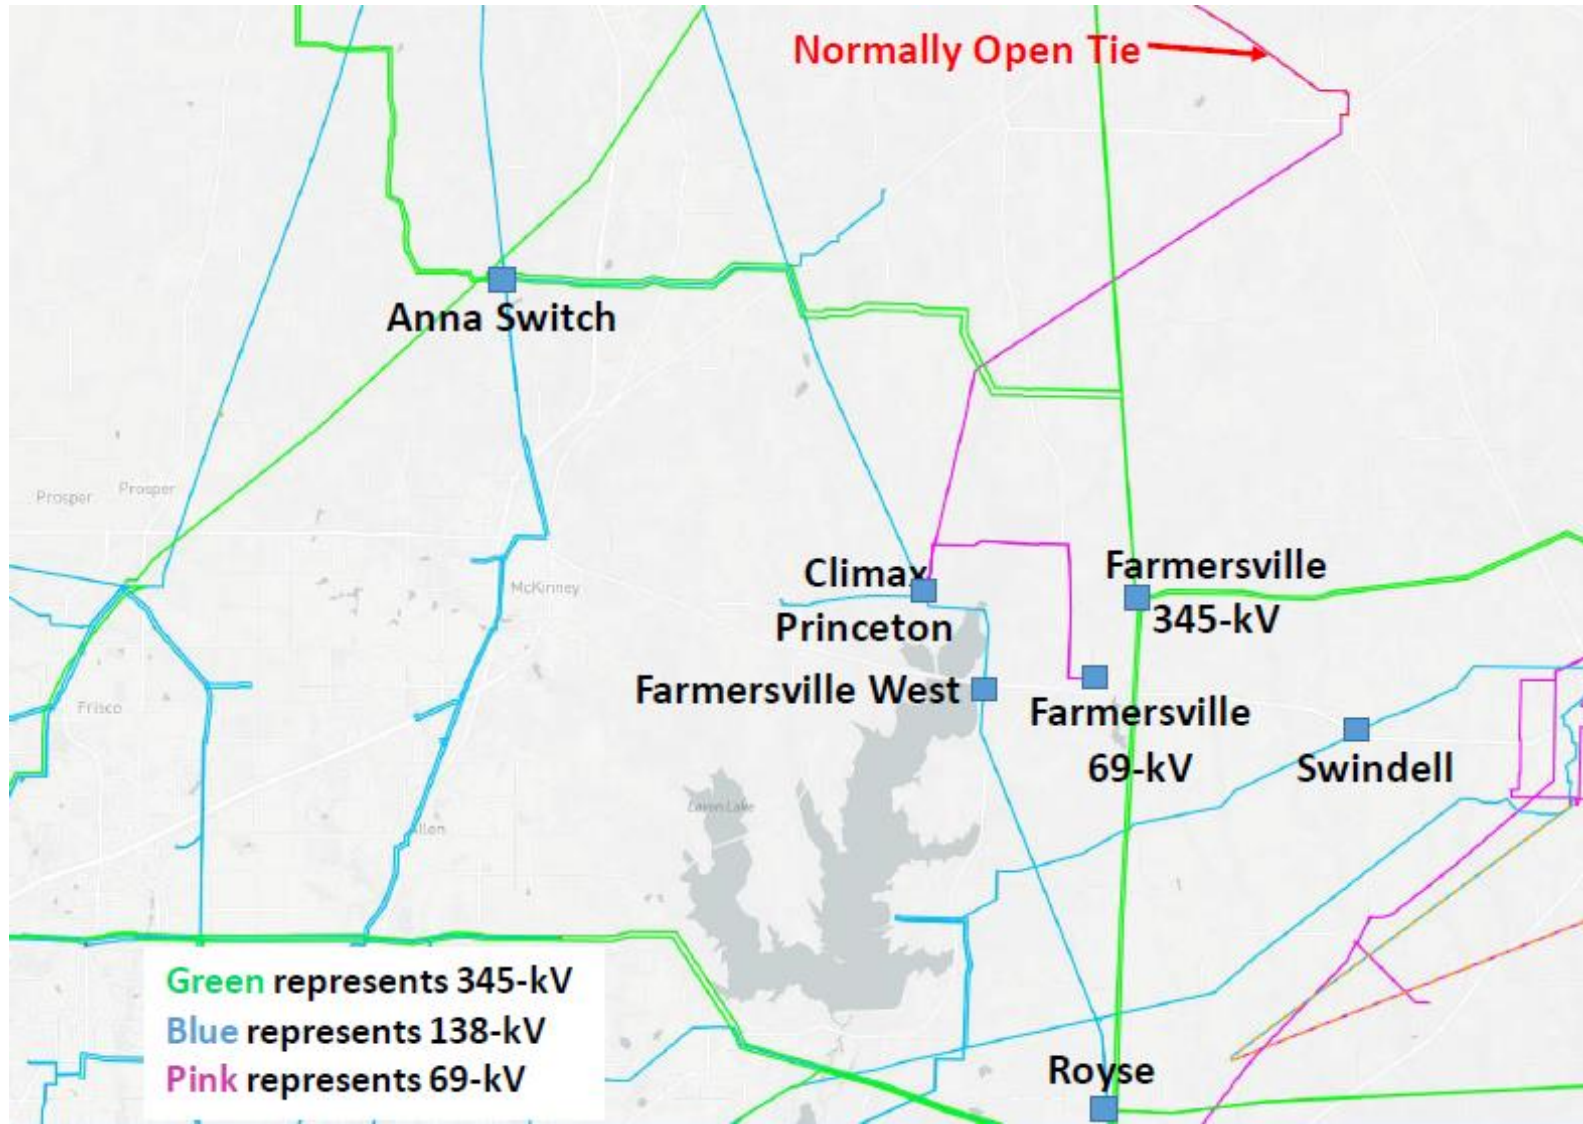 Normally Open Tie
Anna Switch
Prosper
Prosper
Climax
Farmersville
McKinney
345-kV
Princeton
Farmersville West
Farmersville
Frisco
69-kV
Swindell
Lavon Lake
Allen
Green represents 345-kV
Blue represents 138-kV
Pink represents 69-kV
Royse